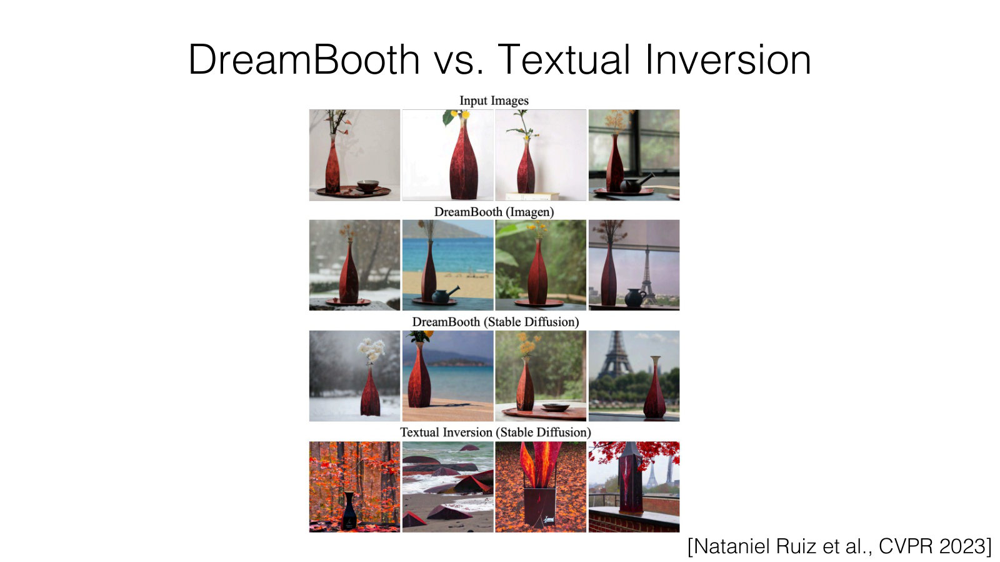 DreamBooth vs. Textual Inversion
Input Images
DreamBooth (Imagen)
DreamBooth (Stable Diffusion)
Textual Inversion (Stable Diffusion)
[Nataniel Ruiz et al., CVPR 2023]